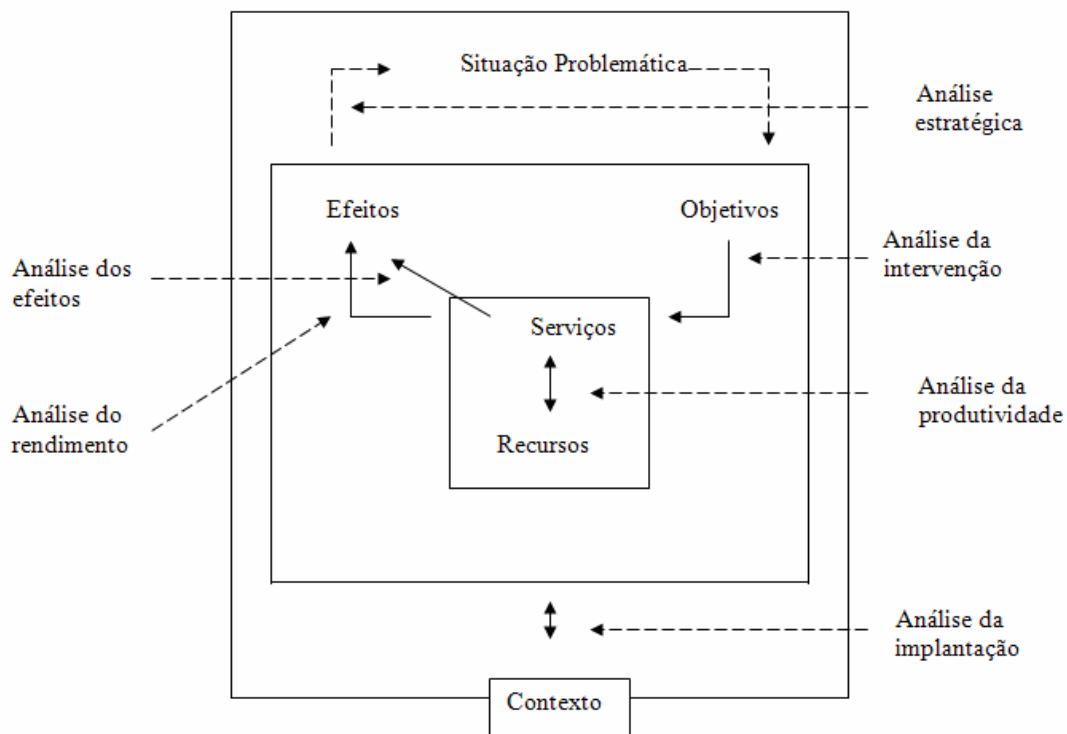 Situação Problemática
Análise
estratégica
Efeitos
Objetivos
Análise da
intervenção
Análise dos
efeitos
Serviços
Análise da
produtividade
Análise do
rendimento
Recursos
Análise da
implantação
Contexto